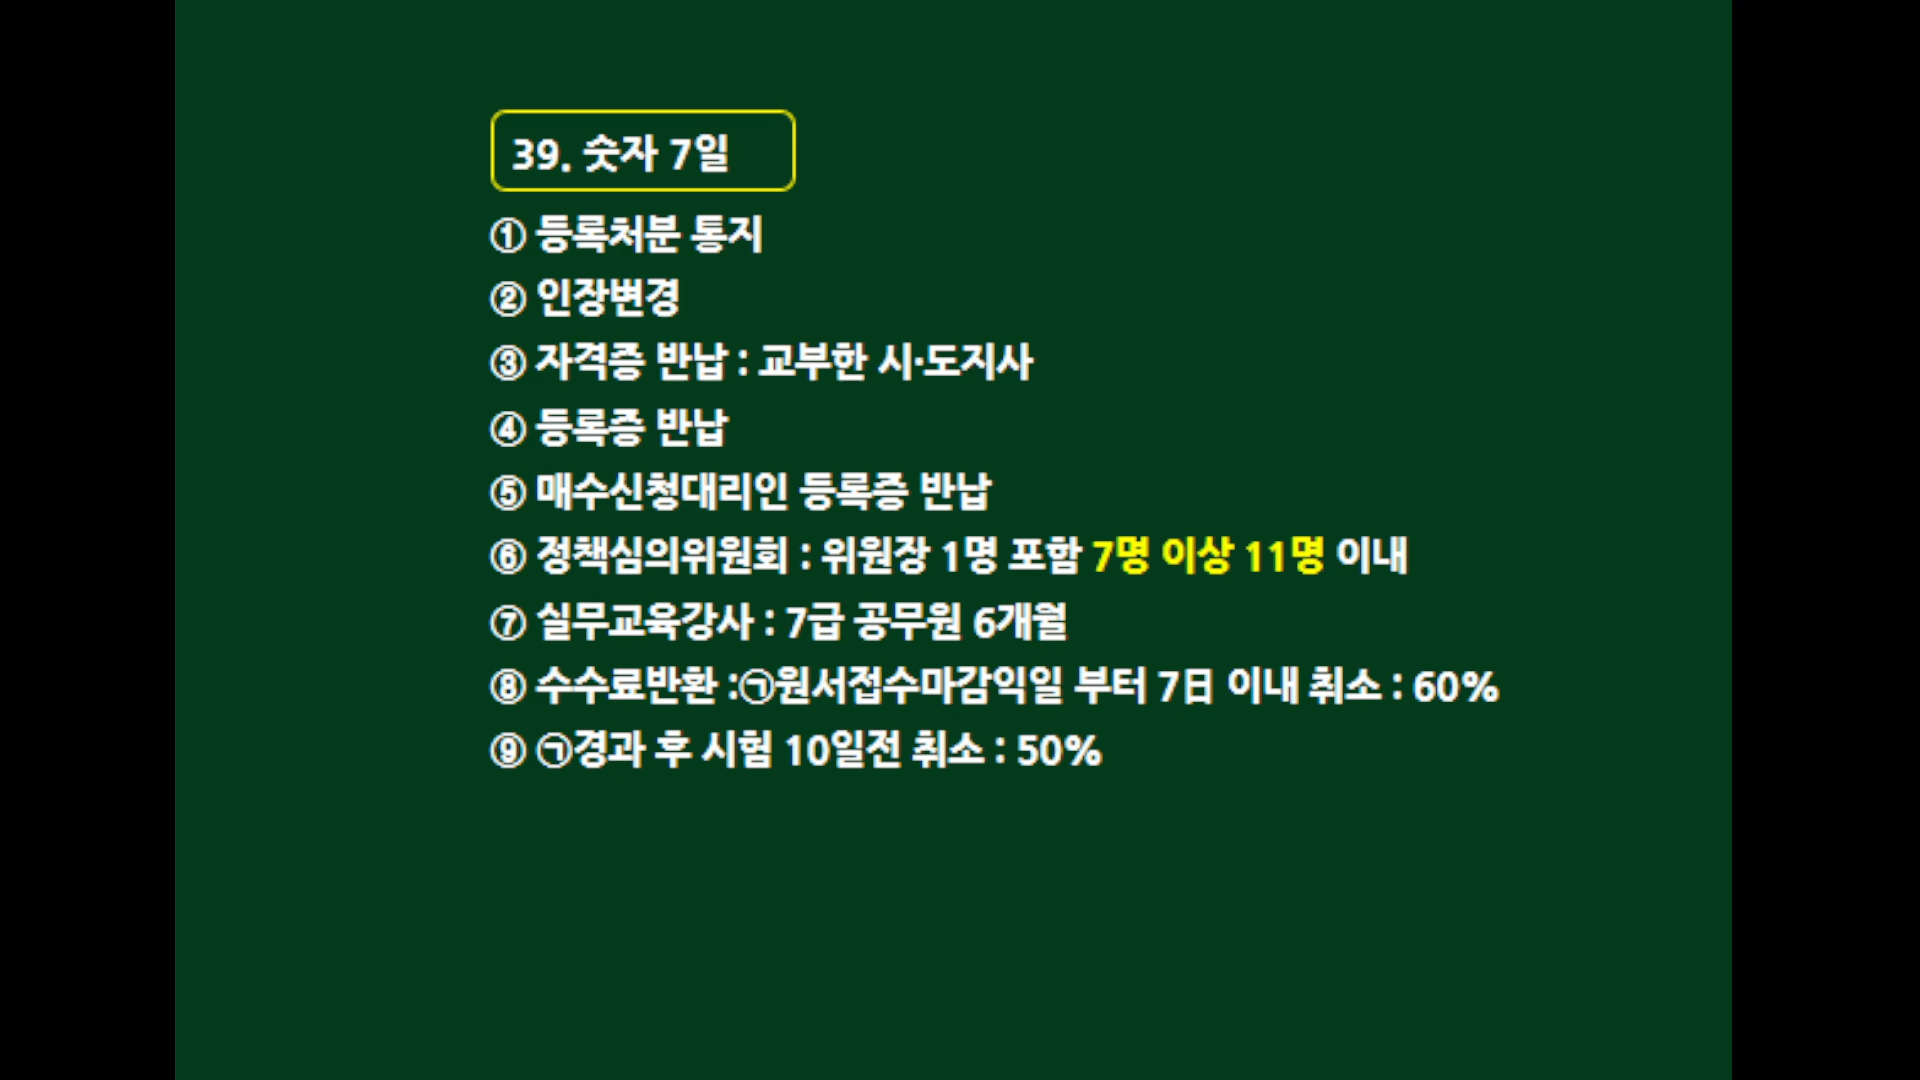 39. 숫자 7일
① 등록처분 통지
② 인장변경
③ 자격증 반납 : 교부한 시·도지사
④ 등록증 반납
⑤ 매수신청대리인 등록증 반납
⑥ 정책심의위원회 : 위원장 1명 포함 7명 이상 11명 이내
⑦ 실무교육강사 : 7급 공무원 6개월
⑧ 수수료반환 :㉠원서접수마감익일 부터 7日 이내 취소 : 60%
⑨ ㉠경과 후 시험 10일전 취소 : 50%